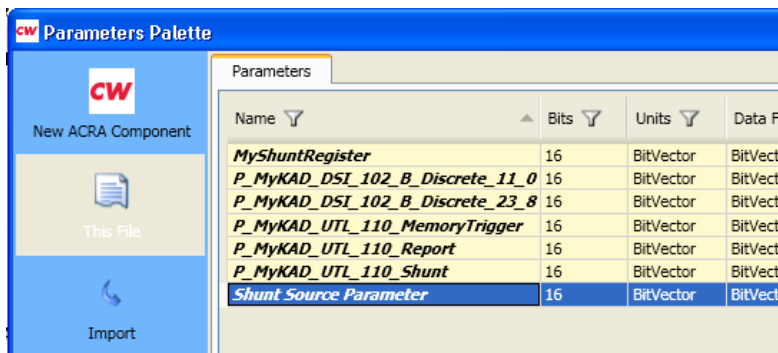 CW Parameters Palette
CW
New ACRA Component
This File
Import
Parameters
Name Bits Units Data F
MyShuntRegister 16 BitVector BitVect
P_MyKAD_DSI_102_B_Discrete_11_0 16 BitVector BitVect
P_MyKAD_DSI_102_B_Discrete_23_8 16 BitVector BitVect
P_MyKAD_UTL_110_MemoryTrigger 16 BitVector BitVect
P_MyKAD_UTL_110_Report 16 BitVector BitVect
P_MyKAD_UTL_110_Shunt 16 BitVector BitVect
Shunt Source Parameter 16 BitVector BitVect